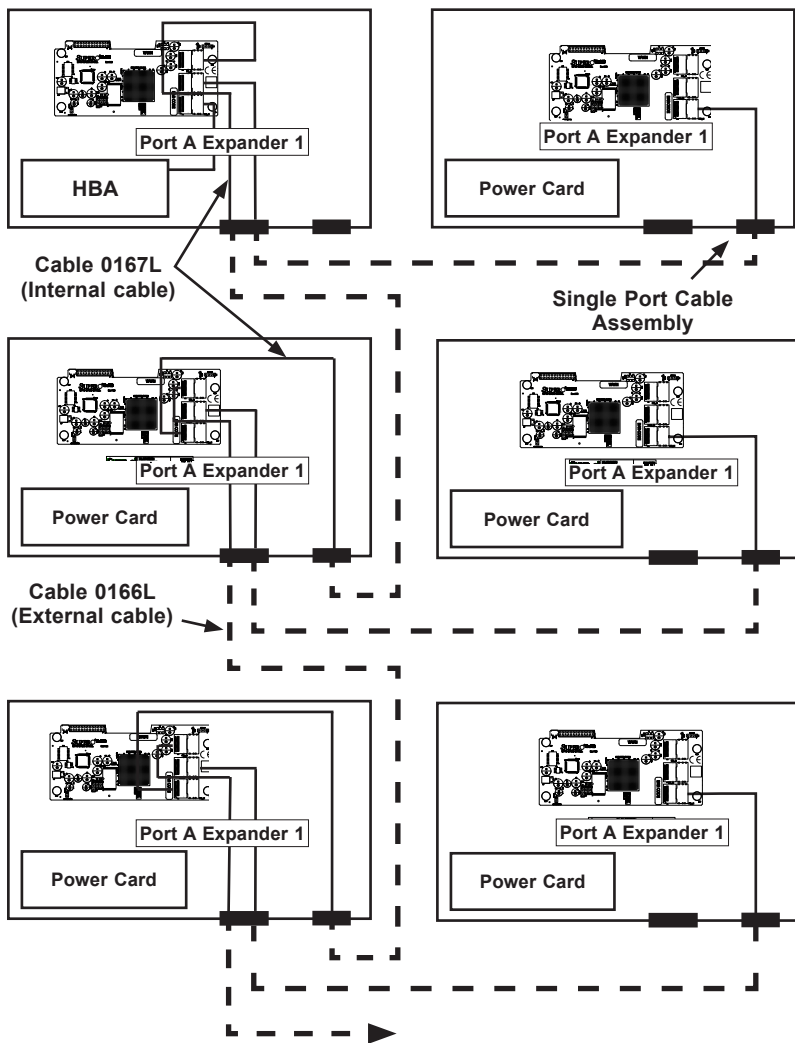 Port A Expander 1
Port A Expander 1
HBA
Power Card
Cable 0167L
(Internal cable)
Single Port Cable
Assembly
Port A Expander 1
Port A Expander 1
Power Card
Power Card
Cable 0166L
(External cable)
Port A Expander 1
Port A Expander 1
Power Card
Power Card